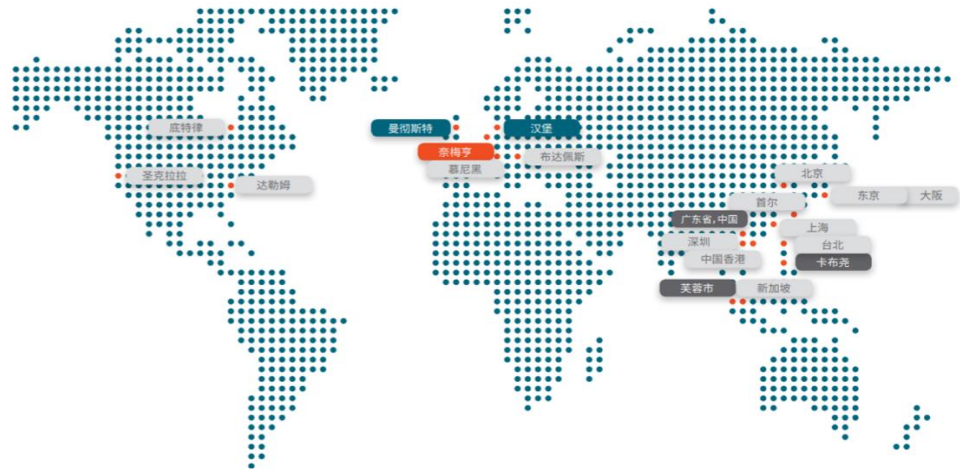 底特律
曼彻斯特
汉堡
奈梅亨
布达佩斯
慕尼黑
圣克拉拉
达勒姆
北京
东京
大阪
首尔
广东省,中国
上海
深圳
台北
中国香港
卡布尧
芙蓉市
新加坡